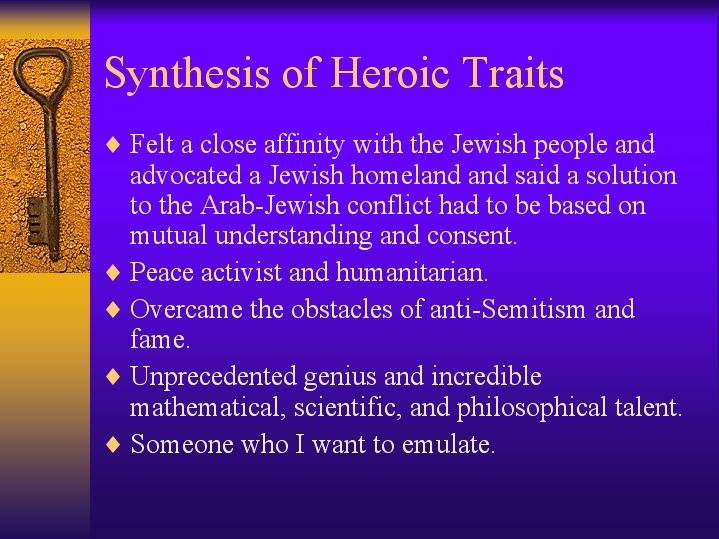 Synthesis of Heroic Traits
♦ Felt a close affinity with the Jewish people and
advocated a Jewish homeland and said a solution
to the Arab-Jewish conflict had to be based on
mutual understanding and consent.
♦ Peace activist and humanitarian.
♦ Overcame the obstacles of anti-Semitism and
fame.
♦ Unprecedented genius and incredible
mathematical, scientific, and philosophical talent.
♦ Someone who I want to emulate.